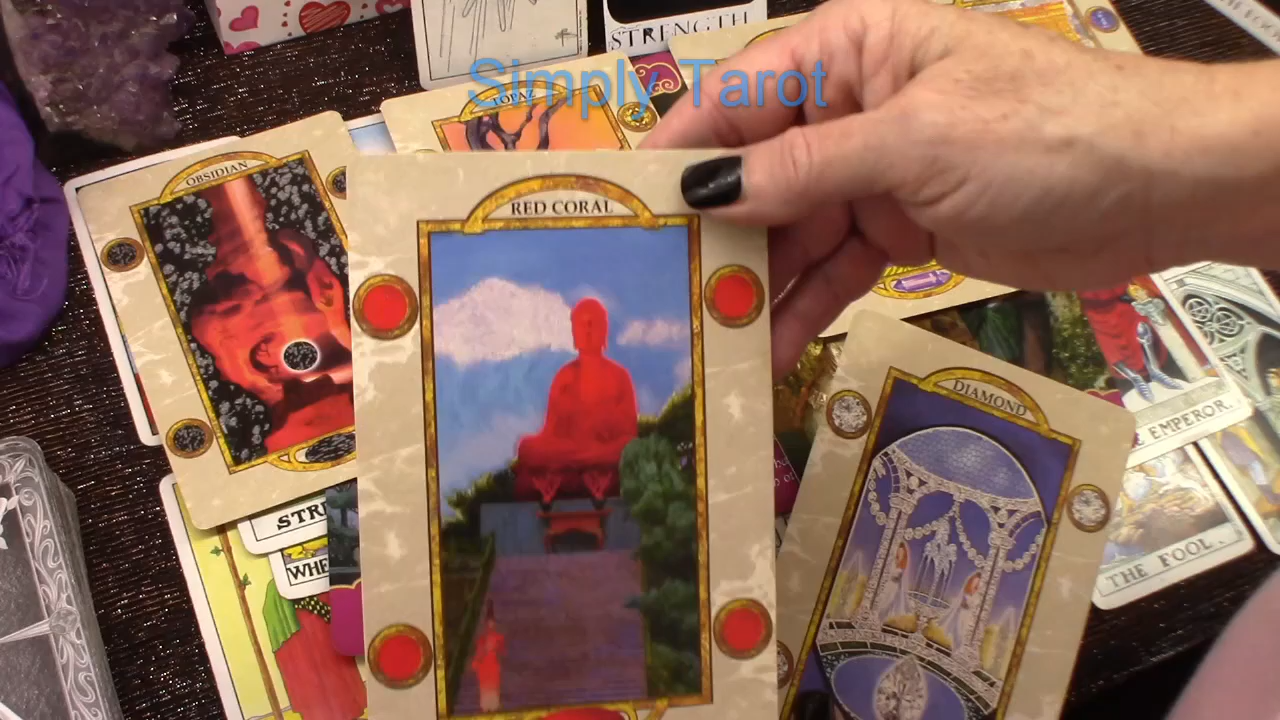 STRENGTH
Simply Tarot
TOPAZ
OBSIDIAN
RED CORAL
DIAMOND
EMPEROR.
THE FOOL.
STR
WHE